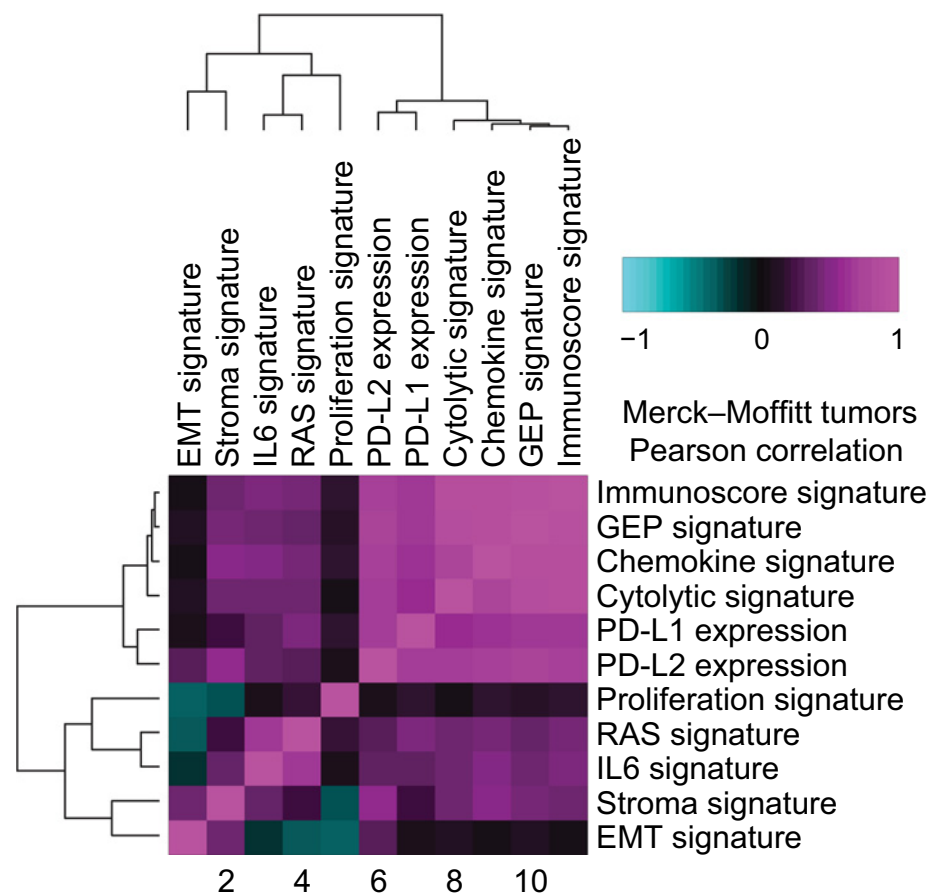 EMT signature
Stroma signature
IL6 signature
RAS signature
Proliferation signature
PD-L2 expression
PD-L1 expression
Cytolytic signature
Chemokine signature
GEP signature
Immunoscore signature
−1 0 1
Merck–Moffitt tumors
Pearson correlation
Immunoscore signature
GEP signature
Chemokine signature
Cytolytic signature
PD-L1 expression
PD-L2 expression
Proliferation signature
RAS signature
IL6 signature
Stroma signature
EMT signature
2 4 6 8 10